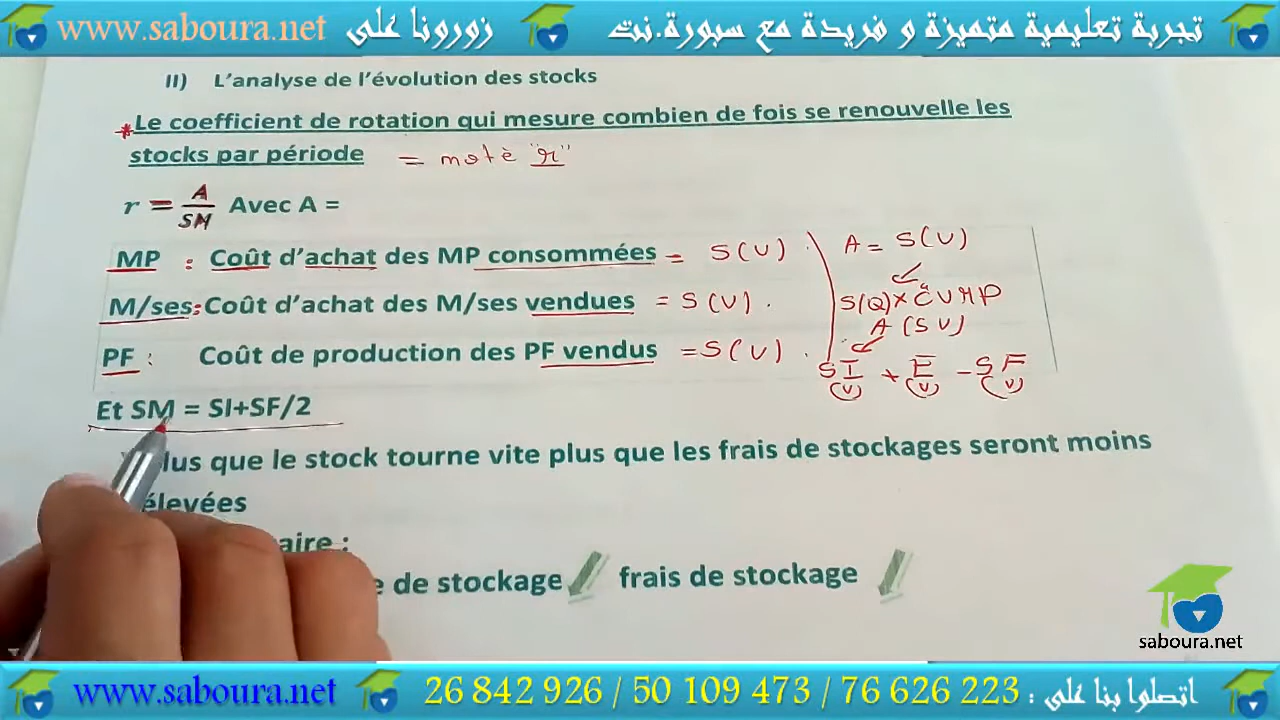 www.saboura.net زورونا على تجربة تعليمية متميزة و فريدة مع سبورة.نت
II) L'analyse de l'évolution des stocks
*Le coefficient de rotation qui mesure combien de fois se renouvelle les
stocks par période = noté "r"
r = A/SM Avec A =
MP : Coût d'achat des MP consommées = S(V)
M/ses: Coût d'achat des M/ses vendues = S(V).
PF : Coût de production des PF vendus = S(V).
A = S(V)
S(Q) x CUMP
A (SV)
SI + E - SF
(V) (V) (V)
Et SM = SI+SF/2
lus que le stock tourne vite plus que les frais de stockages seront moins
élevées
aire :
e de stockage frais de stockage
saboura.net
www.saboura.net 26 842 926 / 50 109 473 / 76 626 223 : اتصلوا بنا على